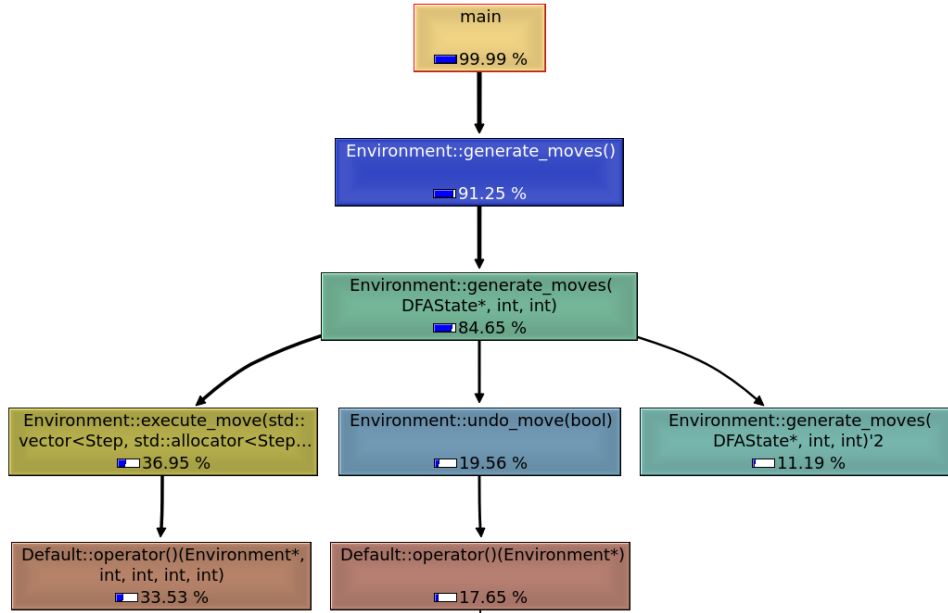 main
99.99 %
Environment::generate_moves()
91.25 %
Environment::generate_moves(
DFAState*, int, int)
84.65 %
Environment::execute_move(std::
vector<Step, std::allocator<Step...
36.95 %
Environment::undo_move(bool)
19.56 %
Environment::generate_moves(
DFAState*, int, int)'2
11.19 %
Default::operator()(Environment*,
int, int, int, int)
33.53 %
Default::operator()(Environment*)
17.65 %